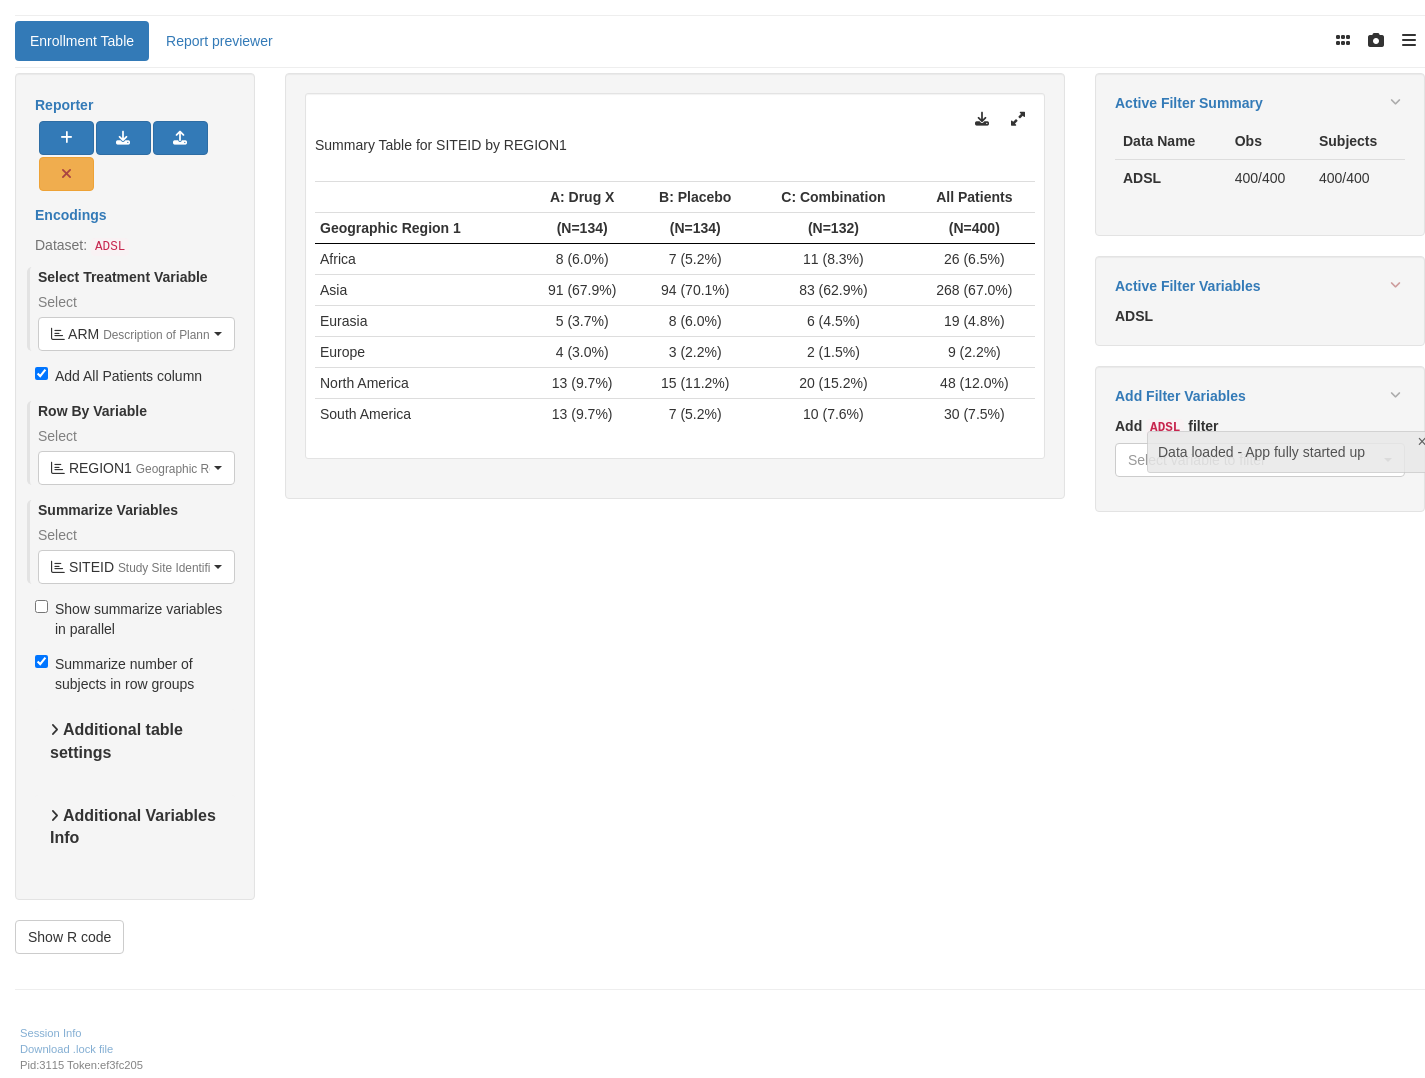 Enrollment Table
Report previewer
Reporter
Encodings
Dataset: ADSL
Select Treatment Variable
Select
ARM Description of Plann
Add All Patients column
Row By Variable
Select
REGION1 Geographic R
Summarize Variables
Select
SITEID Study Site Identifi
Show summarize variables
in parallel
Summarize number of
subjects in row groups
Additional table
settings
Additional Variables
Info
Show R code
Summary Table for SITEID by REGION1
A: Drug X B: Placebo C: Combination All Patients
Geographic Region 1 (N=134) (N=134) (N=132) (N=400)
Africa 8 (6.0%) 7 (5.2%) 11 (8.3%) 26 (6.5%)
Asia 91 (67.9%) 94 (70.1%) 83 (62.9%) 268 (67.0%)
Eurasia 5 (3.7%) 8 (6.0%) 6 (4.5%) 19 (4.8%)
Europe 4 (3.0%) 3 (2.2%) 2 (1.5%) 9 (2.2%)
North America 13 (9.7%) 15 (11.2%) 20 (15.2%) 48 (12.0%)
South America 13 (9.7%) 7 (5.2%) 10 (7.6%) 30 (7.5%)
Active Filter Summary
Data Name Obs Subjects
ADSL 400/400 400/400
Active Filter Variables
ADSL
Add Filter Variables
Add ADSL filter
Select variable to filter
Data loaded - App fully started up
×
Session Info
Download .lock file
Pid:3115 Token:ef3fc205